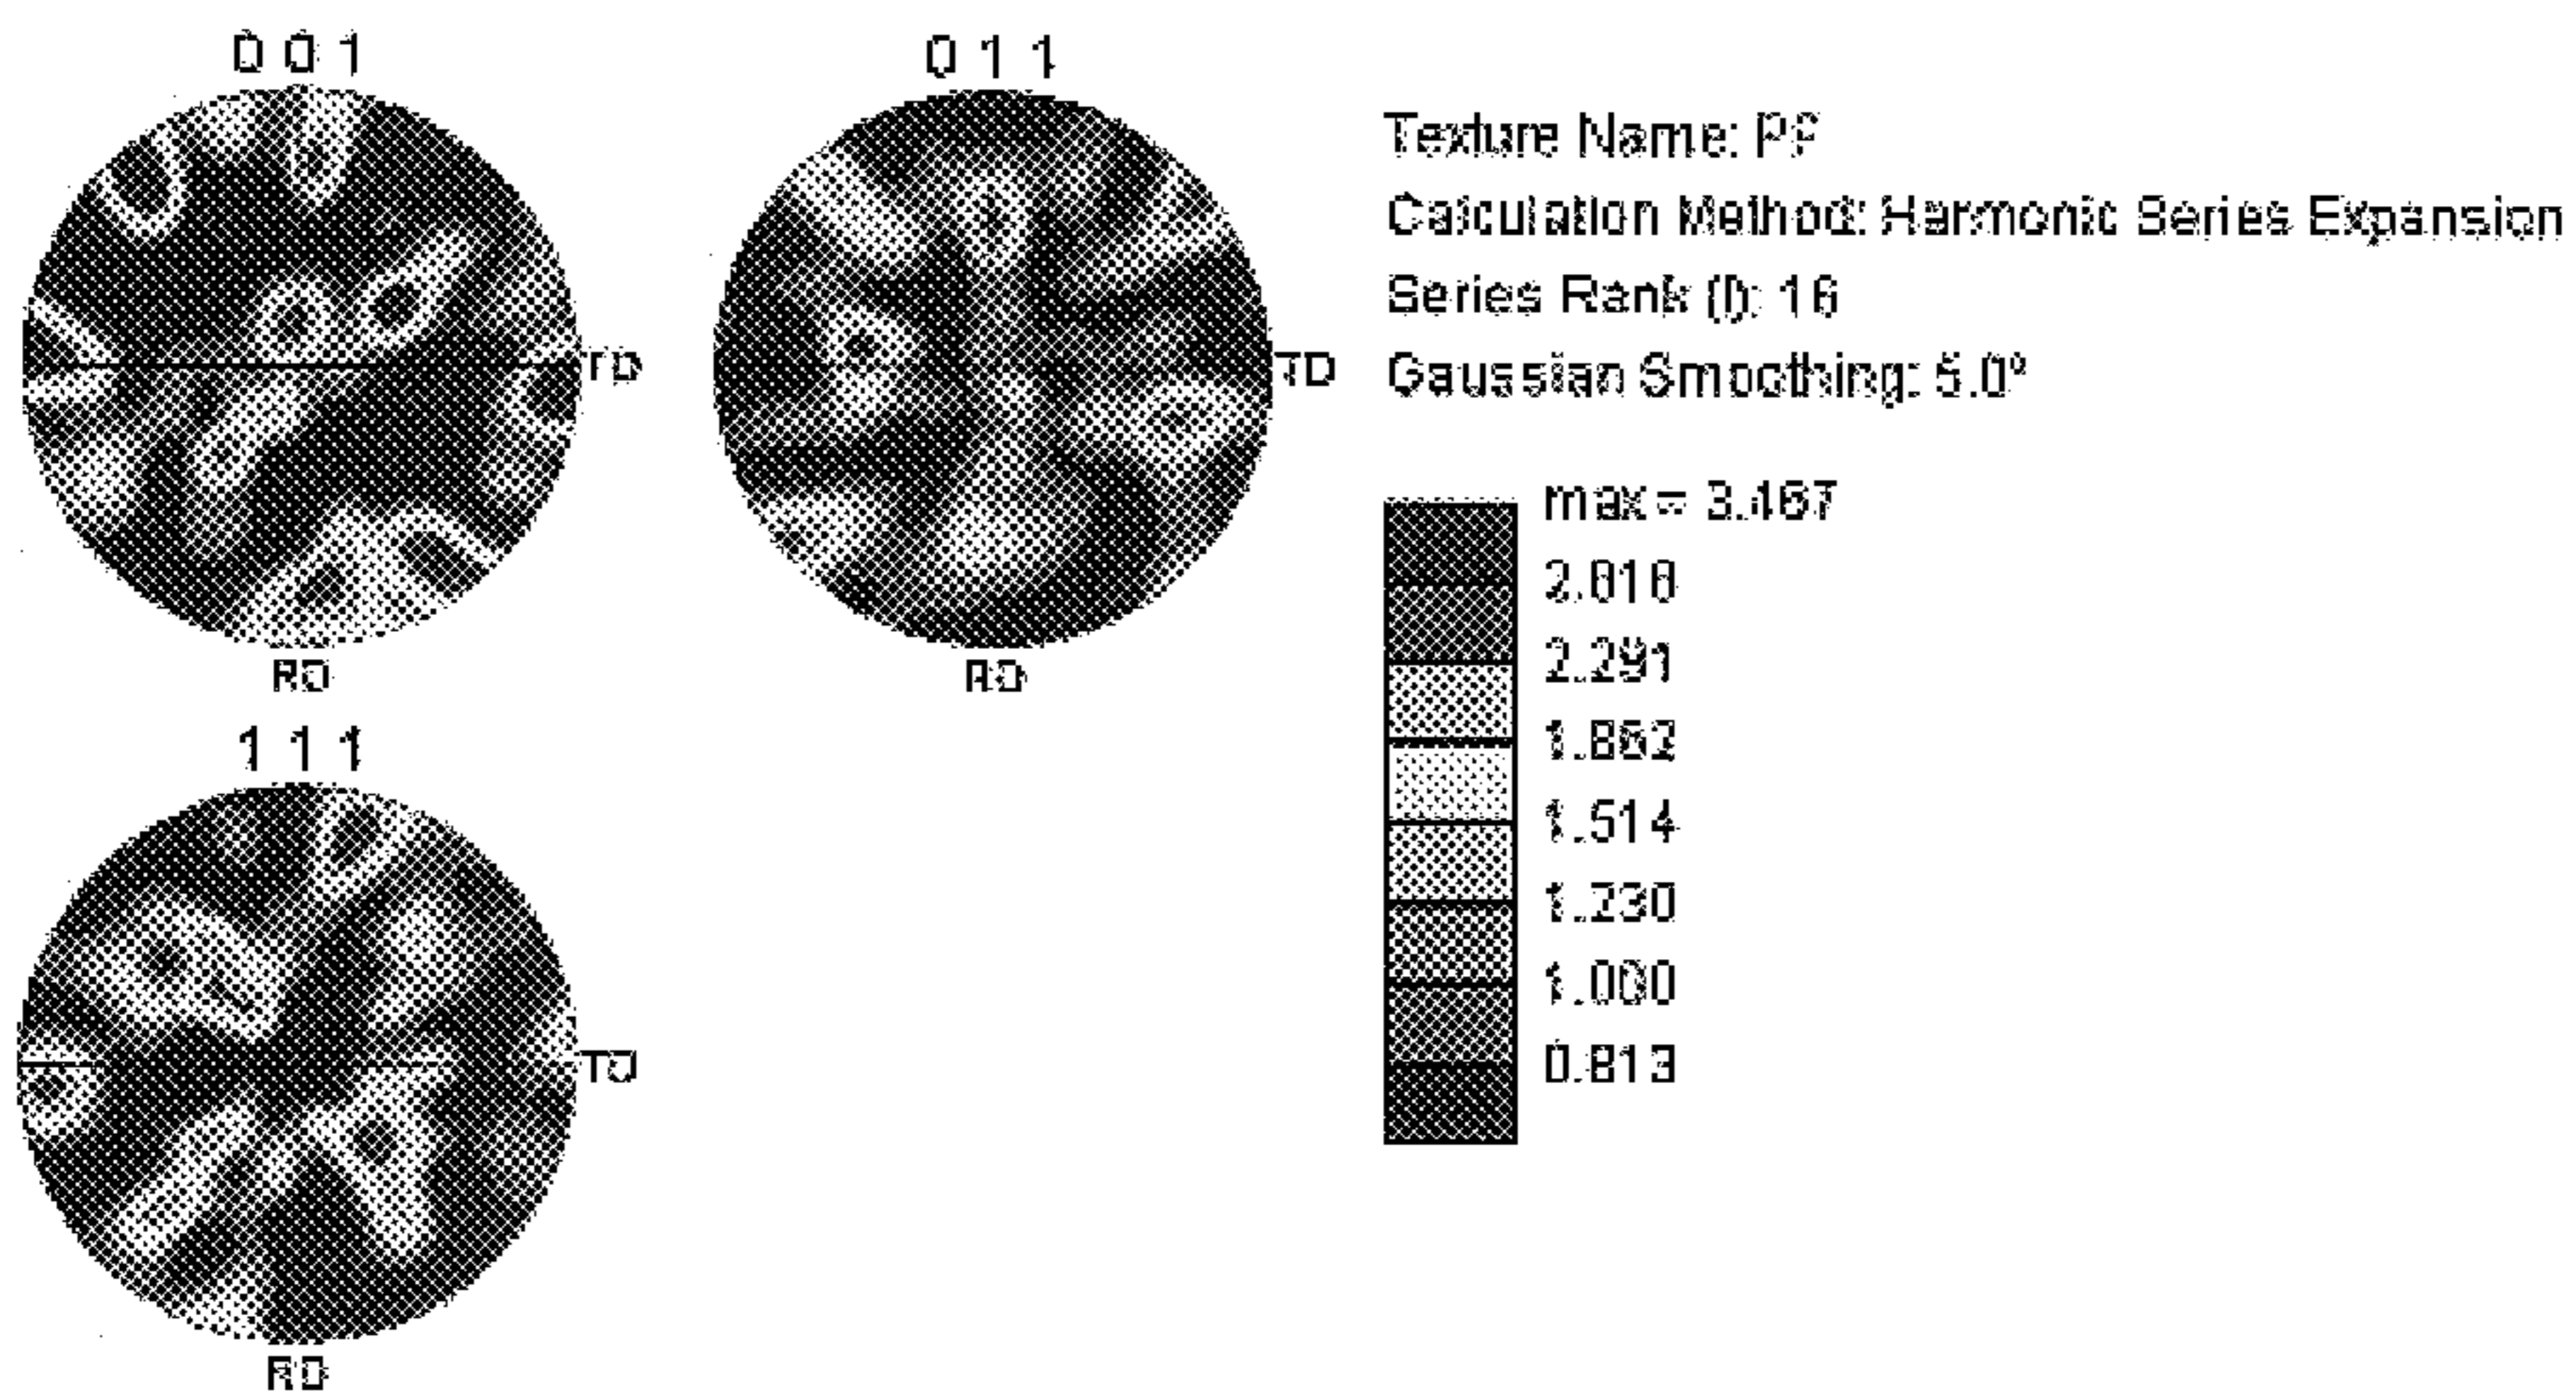 0 0 1
0 1 1
TD
TD
RD
RD
1 1 1
TD
RD
Texture Name: PF
Calculation Method: Harmonic Series Expansion
Series Rank (l): 16
Gaussian Smoothing: 5.0°
max = 3.467
2.818
2.291
1.862
1.514
1.230
1.000
0.813